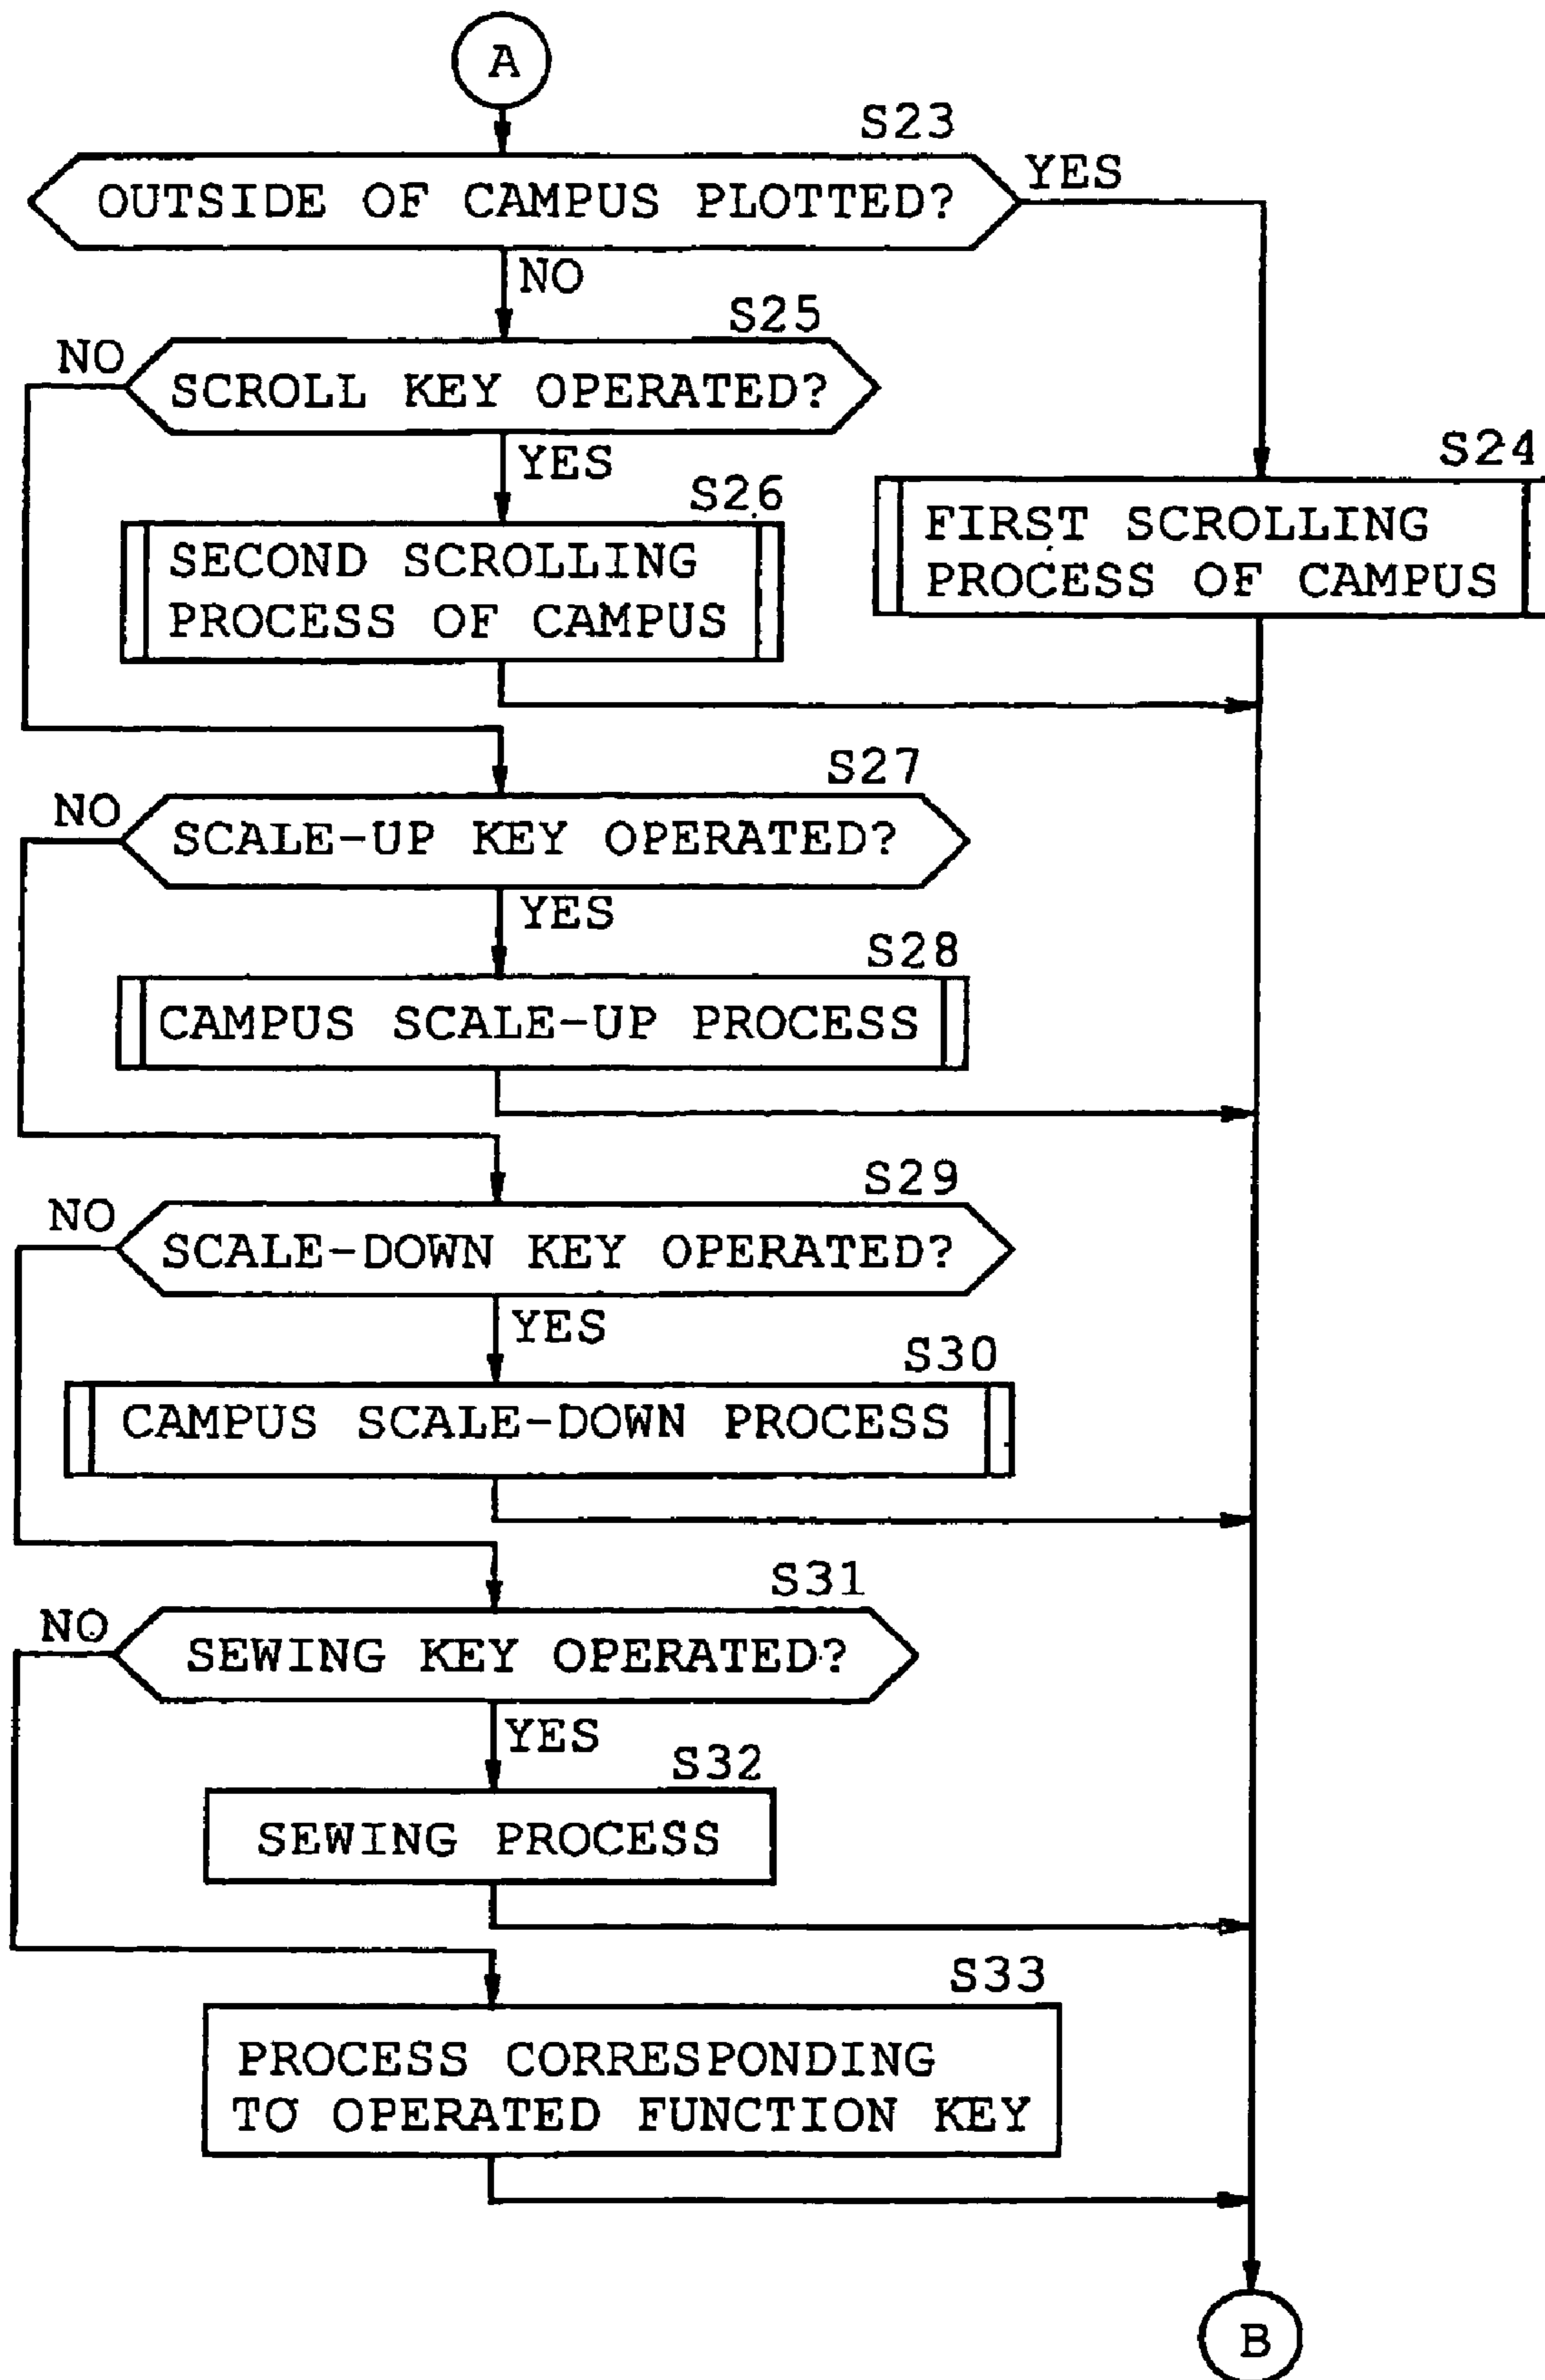 A
S23
OUTSIDE OF CAMPUS PLOTTED?
YES
NO
S25
NO
SCROLL KEY OPERATED?
YES
S24
S26
FIRST SCROLLING
PROCESS OF CAMPUS
SECOND SCROLLING
PROCESS OF CAMPUS
S27
NO
SCALE-UP KEY OPERATED?
YES
S28
CAMPUS SCALE-UP PROCESS
S29
NO
SCALE-DOWN KEY OPERATED?
YES
S30
CAMPUS SCALE-DOWN PROCESS
S31
NO
SEWING KEY OPERATED?
YES
S32
SEWING PROCESS
S33
PROCESS CORRESPONDING
TO OPERATED FUNCTION KEY
B